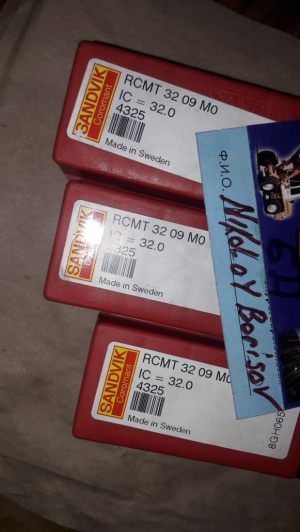 SANDVIK
Coromant
RCMT 32 09 M0
IC = 32.0
4325
Made in Sweden
SANDVIK
Coromant
RCMT 32 09 M0
IC = 32.0
4325
Made in Sweden
SANDVIK
Coromant
RCMT 32 09 M0
IC = 32.0
4325
Made in Sweden
8GH065
Ф.И.О. Nikolay Borisov